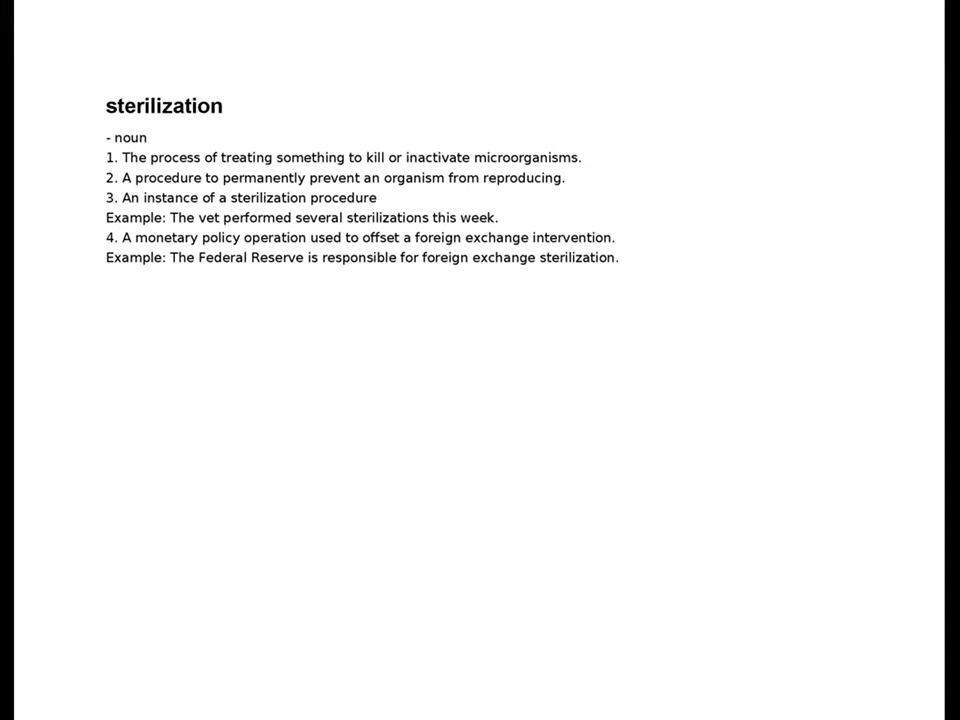 sterilization
- noun
1. The process of treating something to kill or inactivate microorganisms.
2. A procedure to permanently prevent an organism from reproducing.
3. An instance of a sterilization procedure
Example: The vet performed several sterilizations this week.
4. A monetary policy operation used to offset a foreign exchange intervention.
Example: The Federal Reserve is responsible for foreign exchange sterilization.